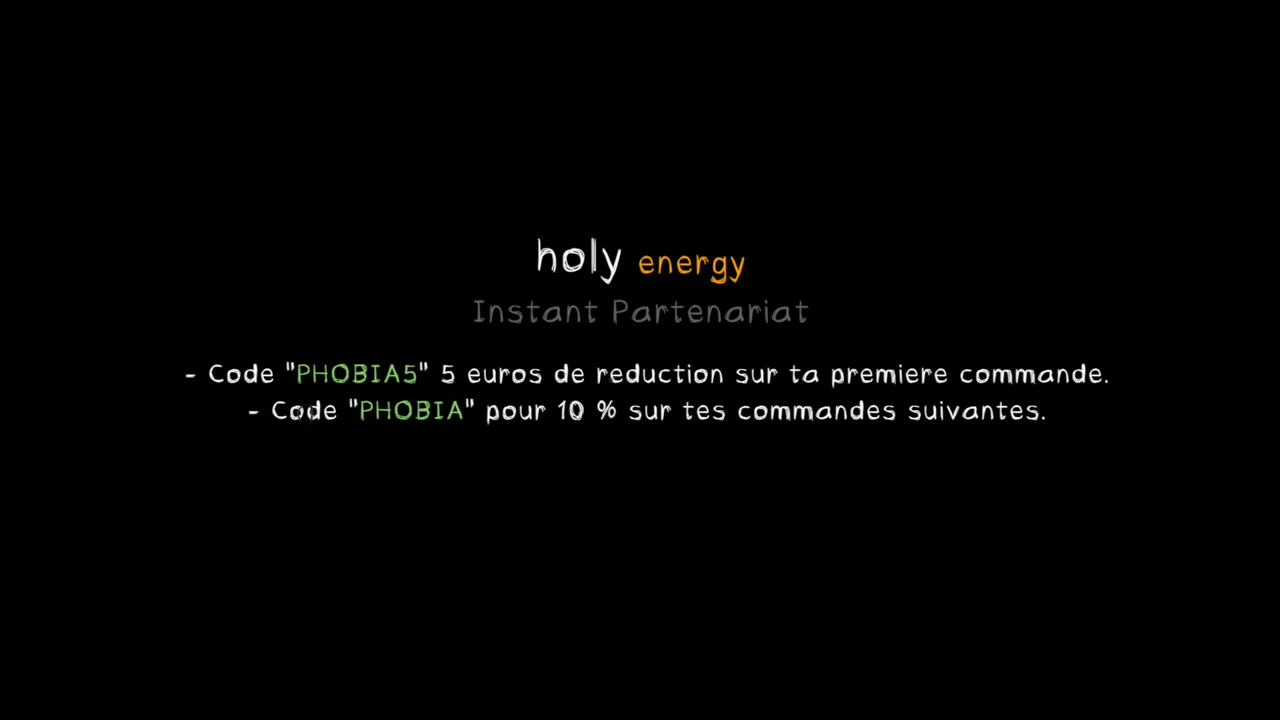 holy energy
Instant Partenariat
- Code "PHOBIA5" 5 euros de reduction sur ta premiere commande.
- Code "PHOBIA" pour 10 % sur tes commandes suivantes.